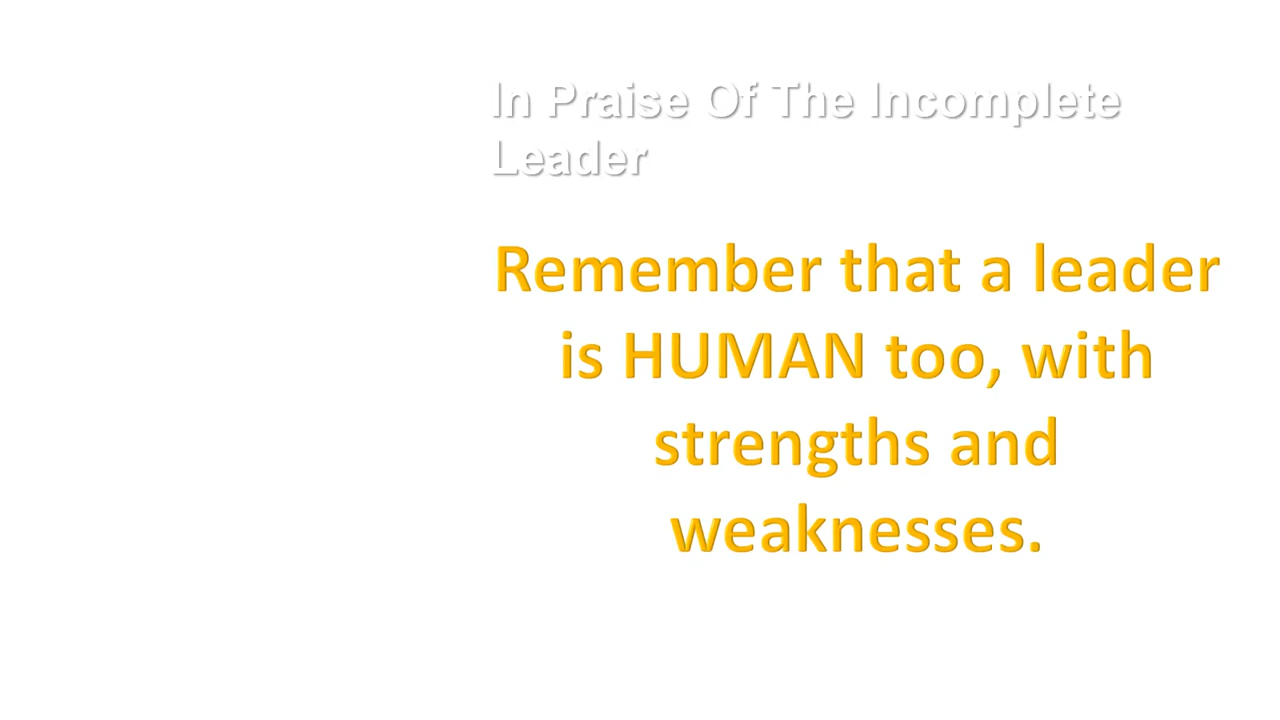 In Praise Of The Incomplete
Leader
Remember that a leader
is HUMAN too, with
strengths and
weaknesses.